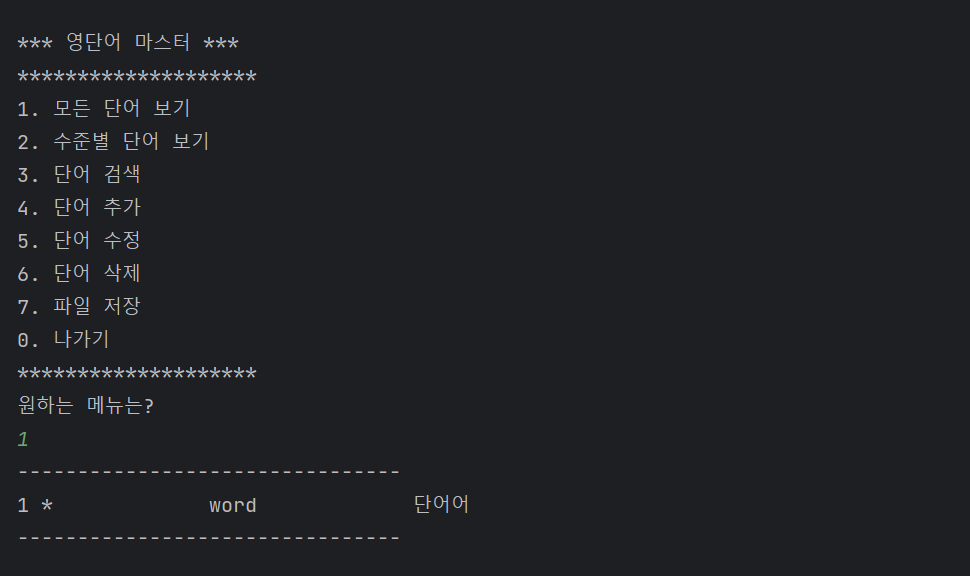 *** 영단어 마스터 ***
********************
1. 모든 단어 보기
2. 수준별 단어 보기
3. 단어 검색
4. 단어 추가
5. 단어 수정
6. 단어 삭제
7. 파일 저장
0. 나가기
********************
원하는 메뉴는?
1
--------------------------------
1 *             word             단어어
--------------------------------